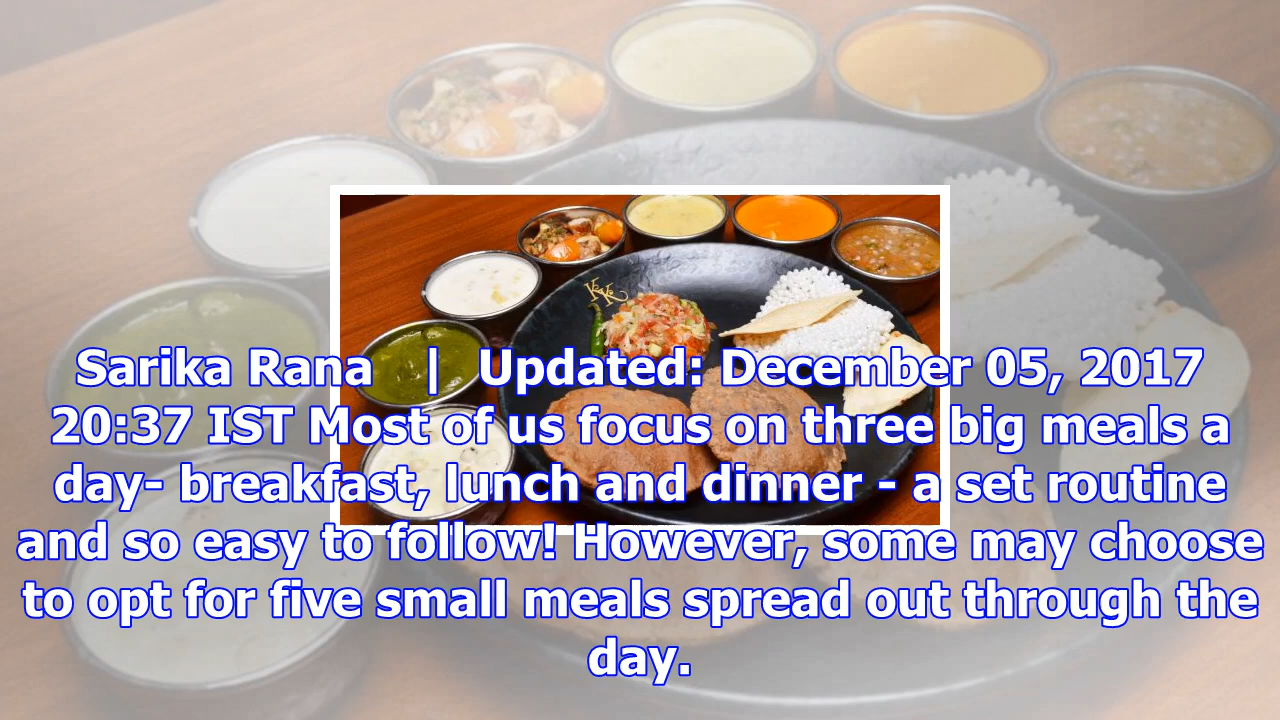 KK
Sarika Rana | Updated: December 05, 2017
20:37 IST Most of us focus on three big meals a
day- breakfast, lunch and dinner - a set routine
and so easy to follow! However, some may choose
to opt for five small meals spread out through the
day.